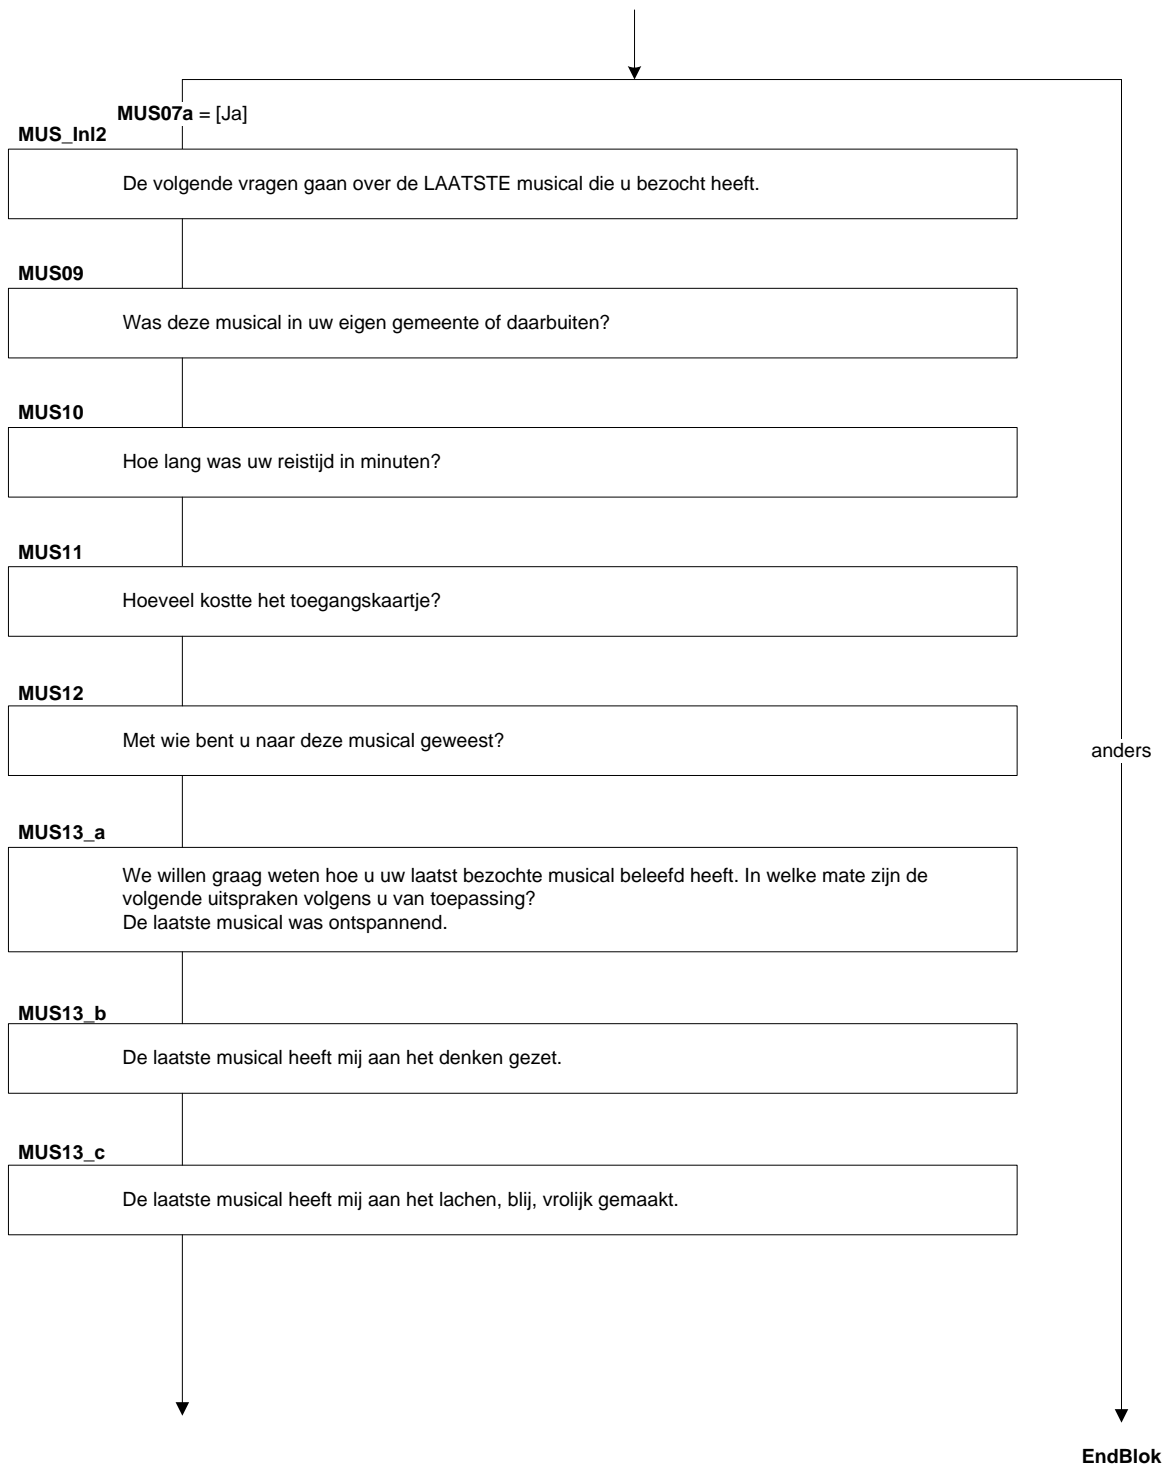 MUS07a = [Ja]
MUS_Inl2
De volgende vragen gaan over de LAATSTE musical die u bezocht heeft.
MUS09
Was deze musical in uw eigen gemeente of daarbuiten?
MUS10
Hoe lang was uw reistijd in minuten?
MUS11
Hoeveel kostte het toegangskaartje?
MUS12
Met wie bent u naar deze musical geweest?
anders
MUS13_a
We willen graag weten hoe u uw laatst bezochte musical beleefd heeft. In welke mate zijn de
volgende uitspraken volgens u van toepassing?
De laatste musical was ontspannend.
MUS13_b
De laatste musical heeft mij aan het denken gezet.
MUS13_c
De laatste musical heeft mij aan het lachen, blij, vrolijk gemaakt.
EndBlok